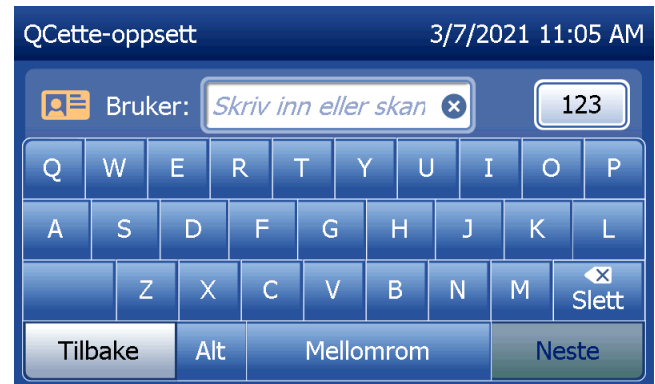 QCette-oppsett 3/7/2021 11:05 AM
Bruker: Skriv inn eller skan 123
Q W E R T Y U I O P
A S D F G H J K L
Z X C V B N M Slett
Tilbake Alt Mellomrom Neste